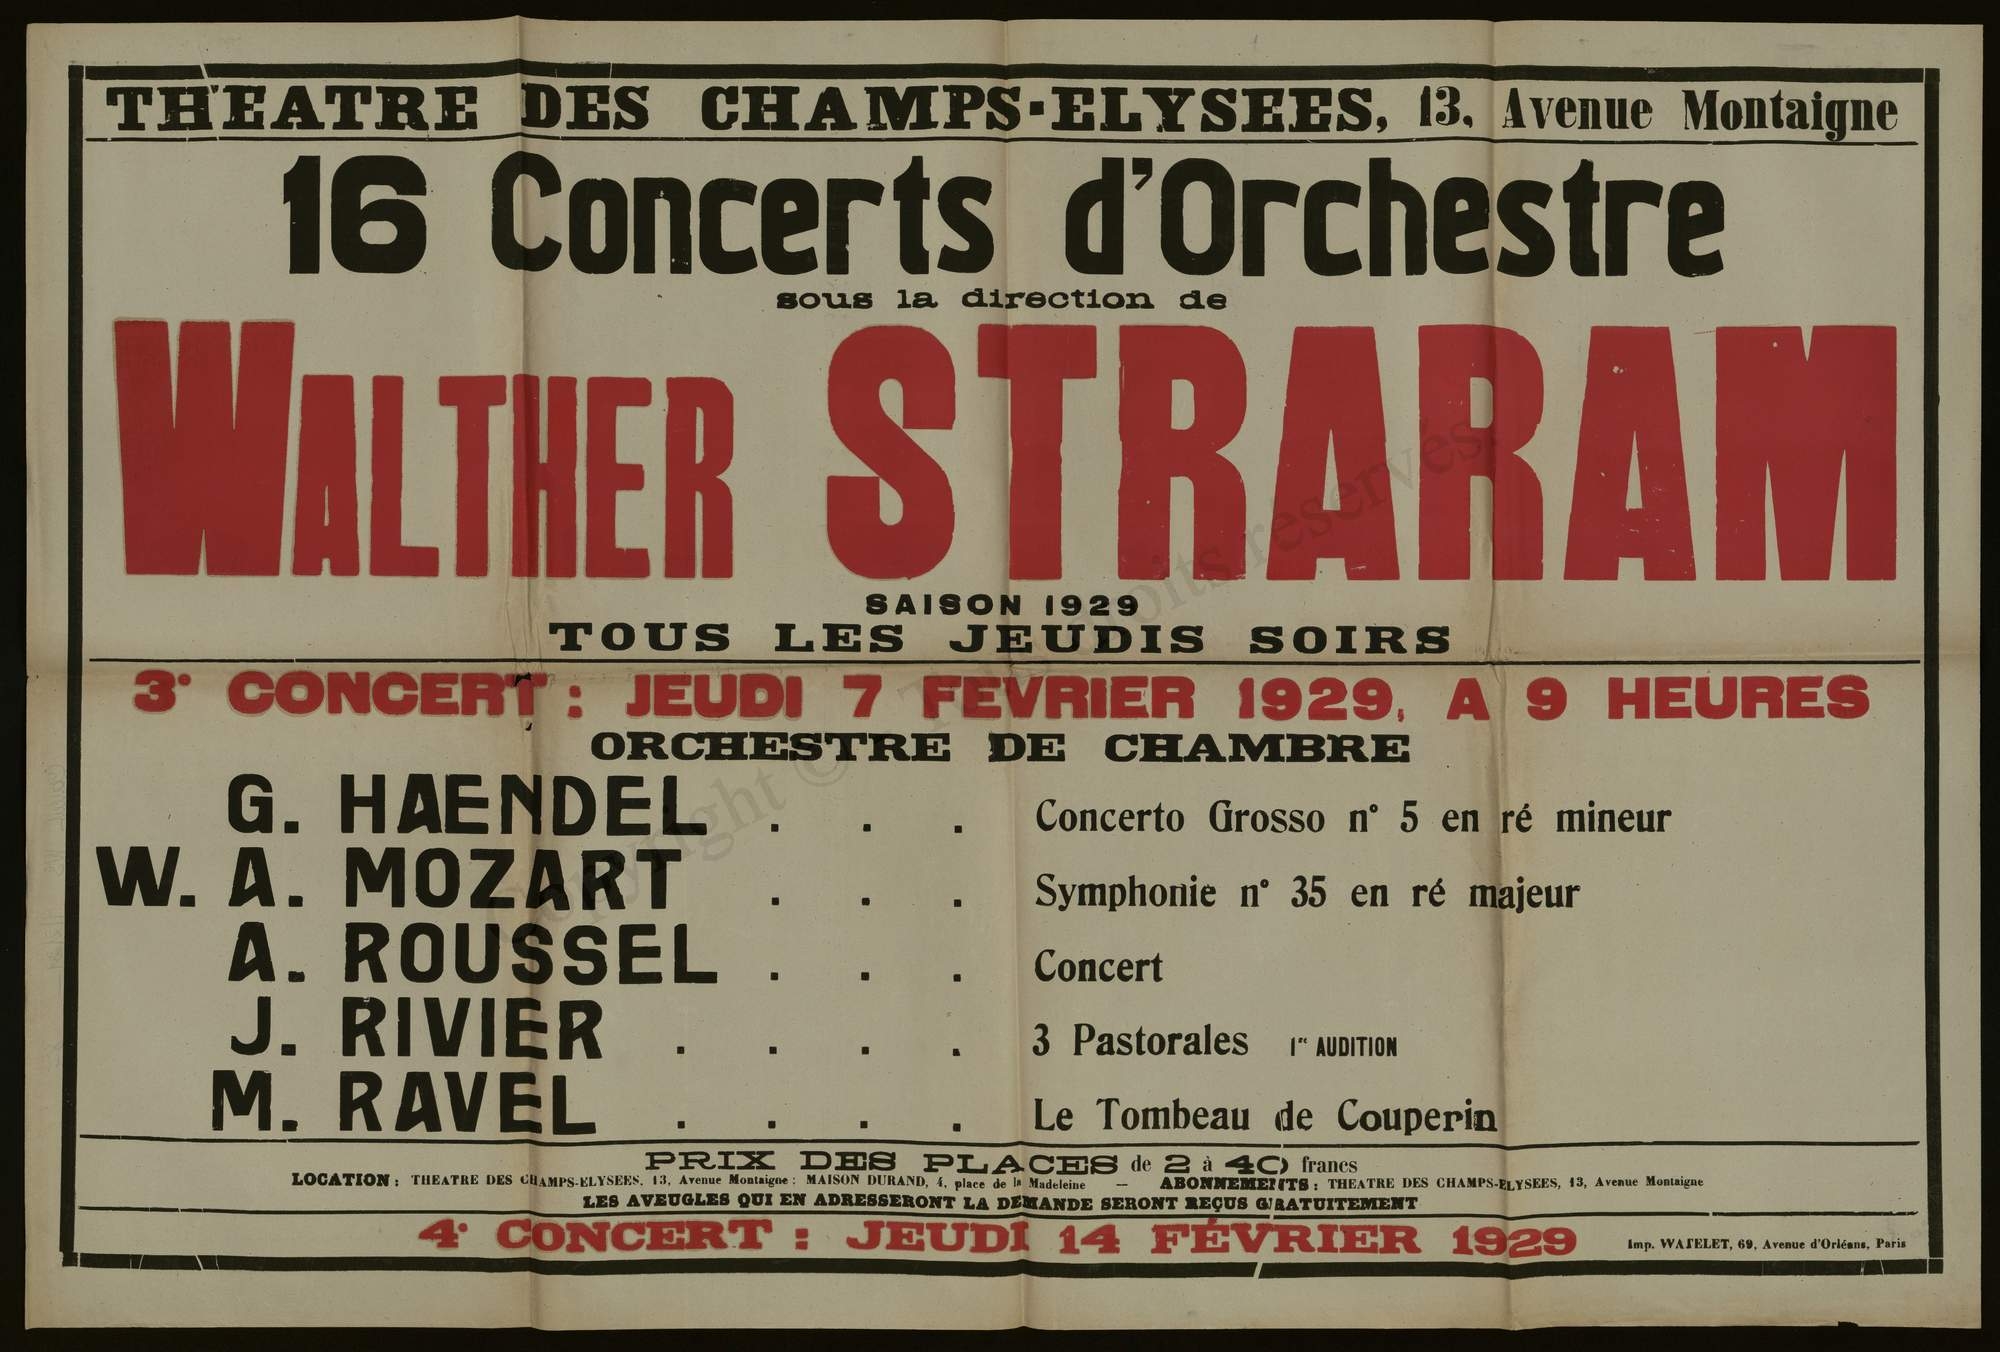 THEATRE DES CHAMPS-ELYSEES, 13, Avenue Montaigne
16 Concerts d'Orchestre
sous la direction de
WALTHER STRARAM
SAISON 1929
TOUS LES JEUDIS SOIRS
3e CONCERT : JEUDI 7 FEVRIER 1929, A 9 HEURES
ORCHESTRE DE CHAMBRE
G. HAENDEL . . . Concerto Grosso n° 5 en ré mineur
W. A. MOZART . . . Symphonie n° 35 en ré majeur
A. ROUSSEL . . . Concert
J. RIVIER . . . . 3 Pastorales 1re AUDITION
M. RAVEL . . . . Le Tombeau de Couperin
PRIX DES PLACES de 2 à 40 francs
LOCATION : THEATRE DES CHAMPS-ELYSEES, 13, Avenue Montaigne ; MAISON DURAND, 4, place de la Madeleine — ABONNEMENTS : THEATRE DES CHAMPS-ELYSEES, 13, Avenue Montaigne
LES AVEUGLES QUI EN ADRESSERONT LA DEMANDE SERONT REÇUS GRATUITEMENT
4e CONCERT : JEUDI 14 FÉVRIER 1929
Imp. WATELET, 69, Avenue d'Orléans, Paris
Copyright © - Tous droits réservés.